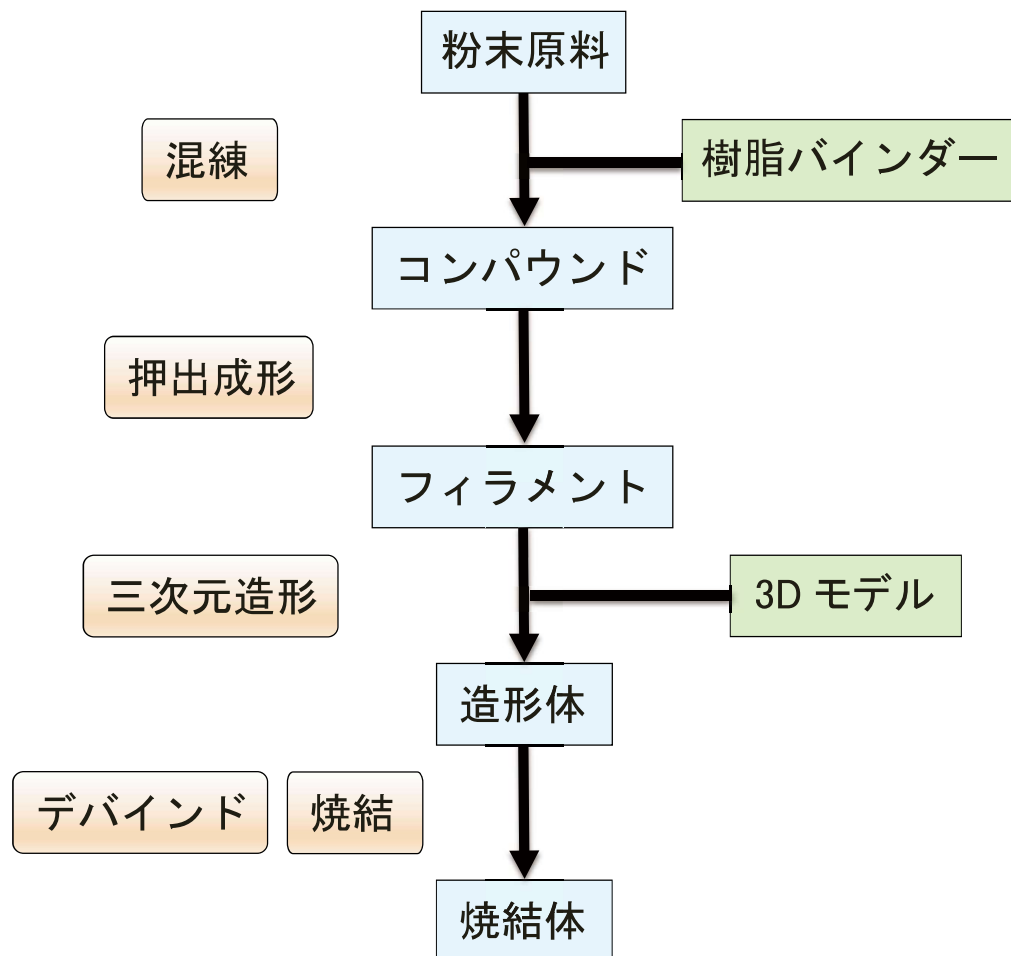 粉末原料
混練
樹脂バインダー
コンパウンド
押出成形
フィラメント
三次元造形
3D モデル
造形体
デバインド
焼結
焼結体